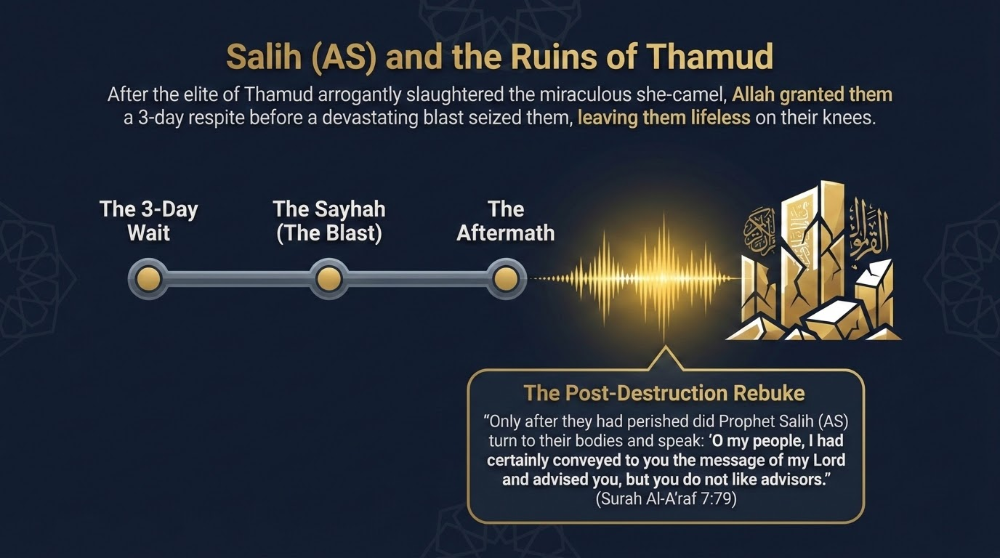 Salih (AS) and the Ruins of Thamud
After the elite of Thamud arrogantly slaughtered the miraculous she-camel, Allah granted them
a 3-day respite before a devastating blast seized them, leaving them lifeless on their knees.
The 3-Day
Wait
The Sayhah
(The Blast)
The
Aftermath
The Post-Destruction Rebuke
“Only after they had perished did Prophet Salih (AS)
turn to their bodies and speak: ‘O my people, I had
certainly conveyed to you the message of my Lord
and advised you, but you do not like advisors.”
(Surah Al-A’raf 7:79)